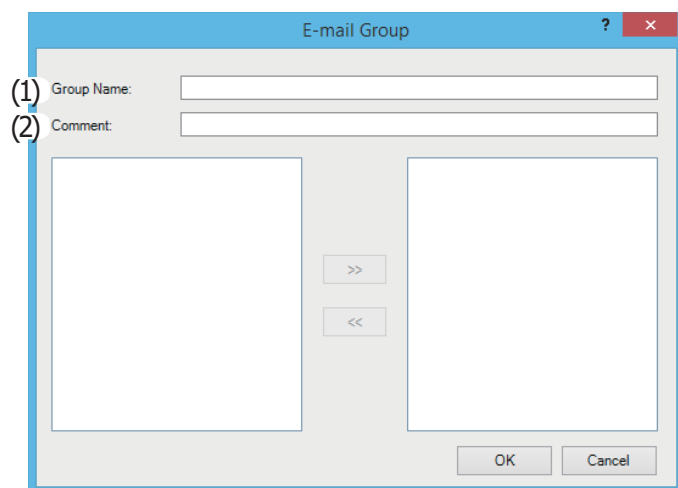 E-mail Group ? ×
(1) Group Name:
(2) Comment:
>>
<<
OK Cancel